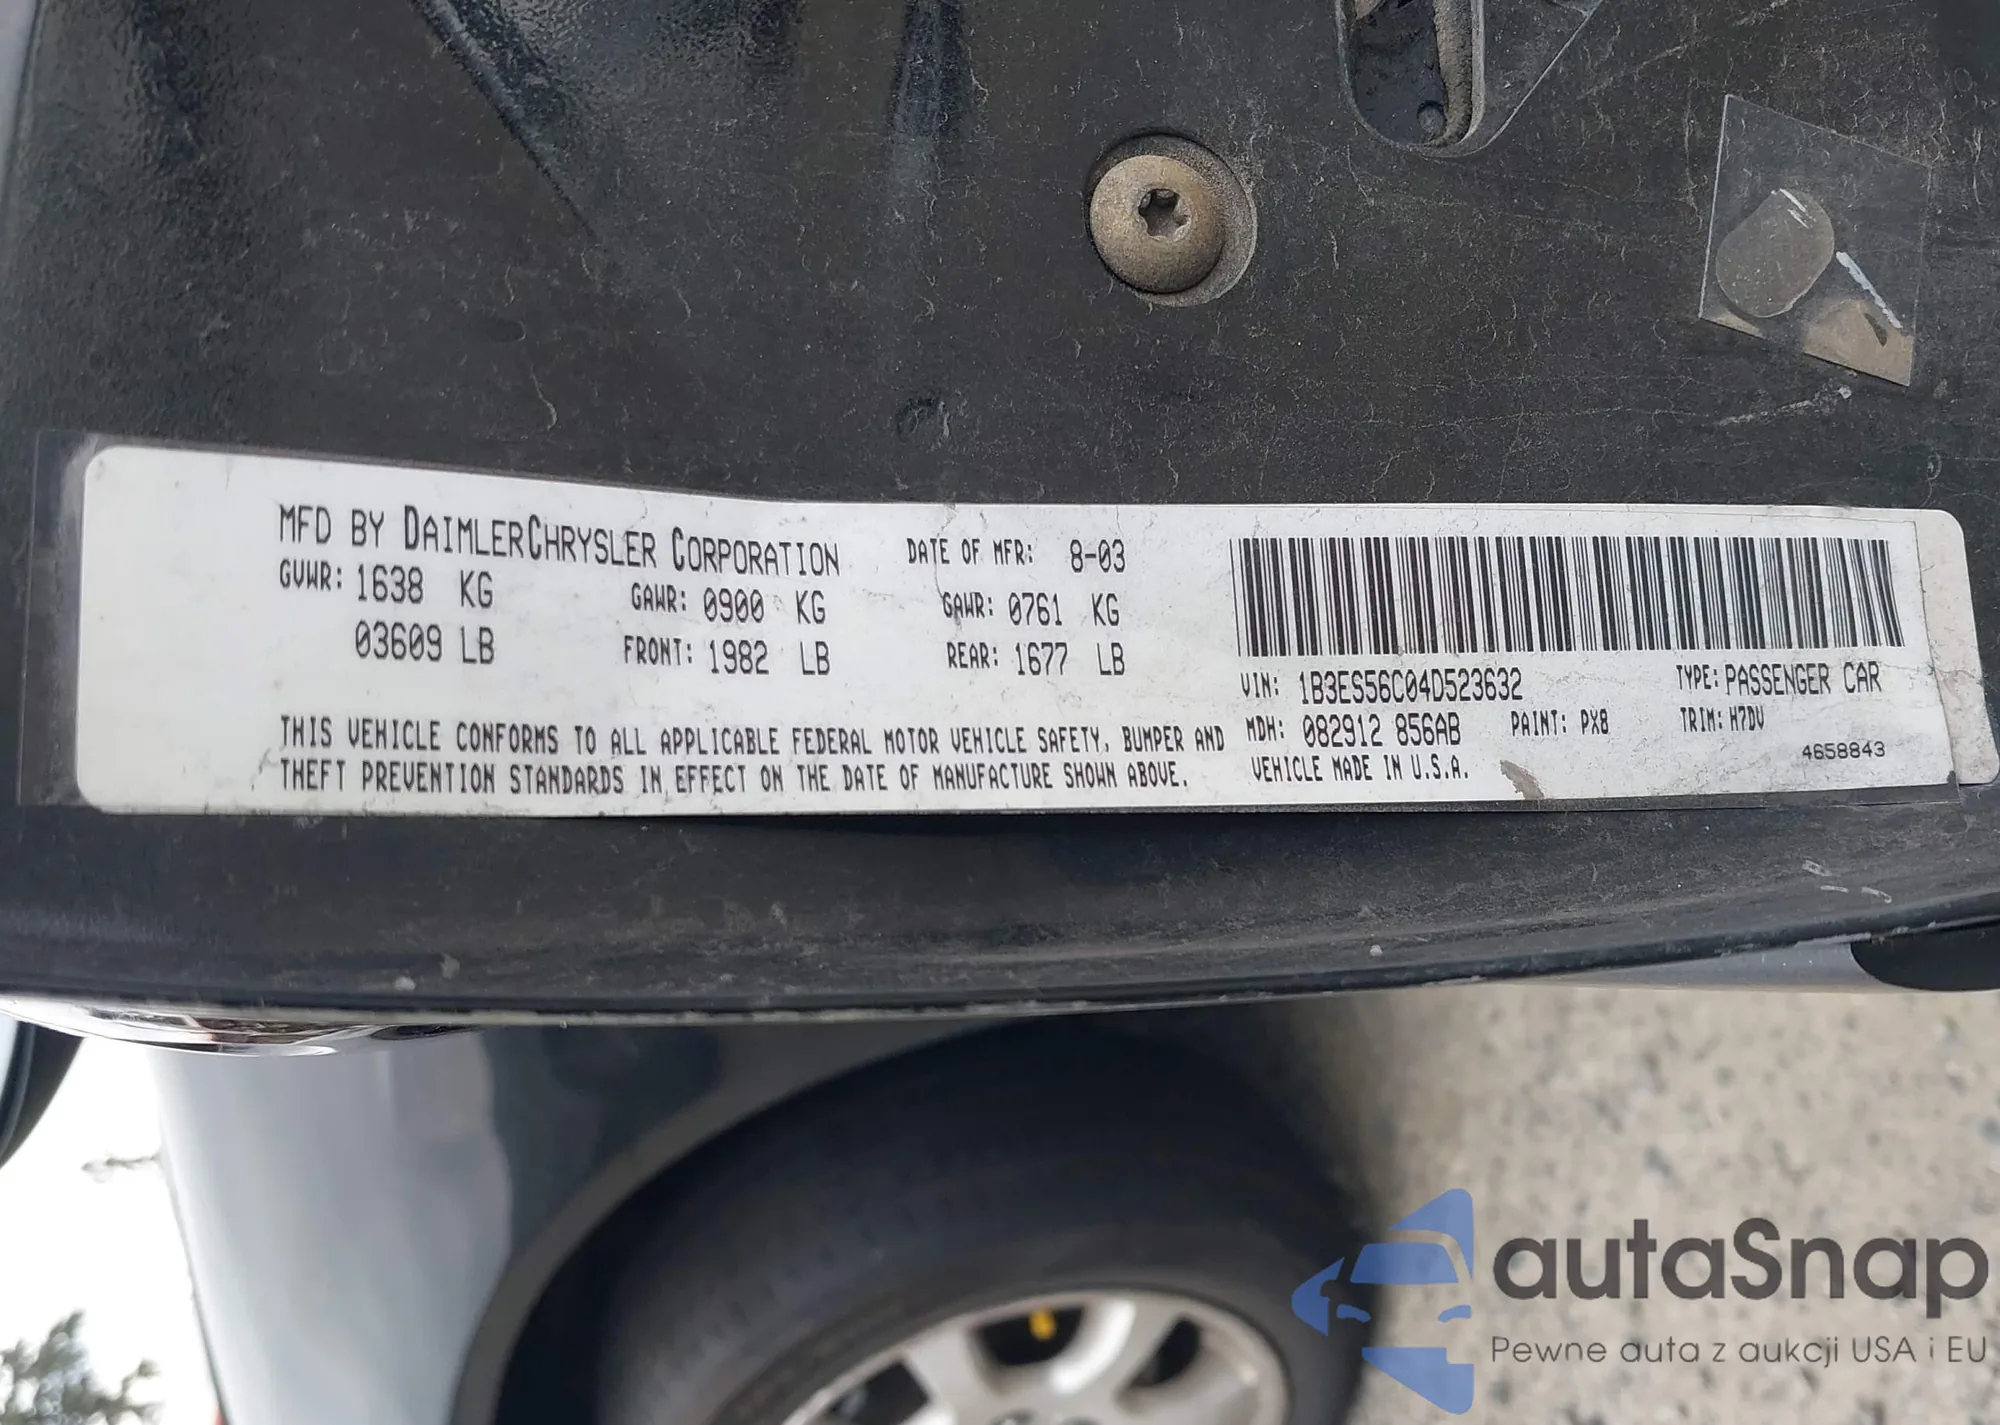 MFD BY DAIMLERCHRYSLER CORPORATION DATE OF MFR: 8-03
GVWR: 1638 KG GAWR: 0900 KG GAWR: 0761 KG
03609 LB FRONT: 1982 LB REAR: 1677 LB
THIS VEHICLE CONFORMS TO ALL APPLICABLE FEDERAL MOTOR VEHICLE SAFETY, BUMPER AND
THEFT PREVENTION STANDARDS IN EFFECT ON THE DATE OF MANUFACTURE SHOWN ABOVE.
VIN: 1B3ES56C04D523632 TYPE: PASSENGER CAR
MDH: 082912 856AB PAINT: PX8 TRIM: H7DV
VEHICLE MADE IN U.S.A. 4658843
autaSnap
Pewne auta z aukcji USA i EU